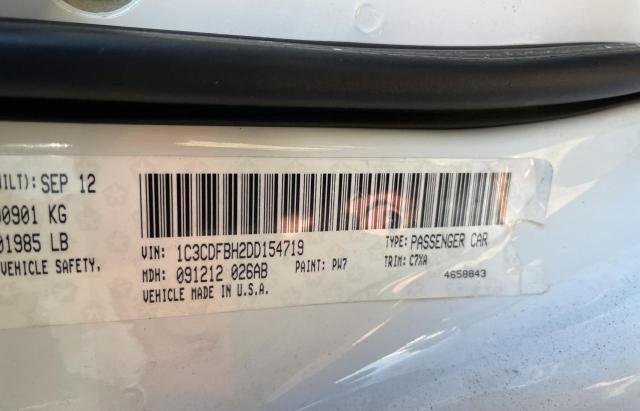 ILT): SEP 12
0901 KG
01985 LB
VEHICLE SAFETY,
VIN: 1C3CDFBH2DD154719 TYPE: PASSENGER CAR
MDH: 091212 026AB PAINT: PW7 TRIM: C7XA
VEHICLE MADE IN U.S.A. 4658843